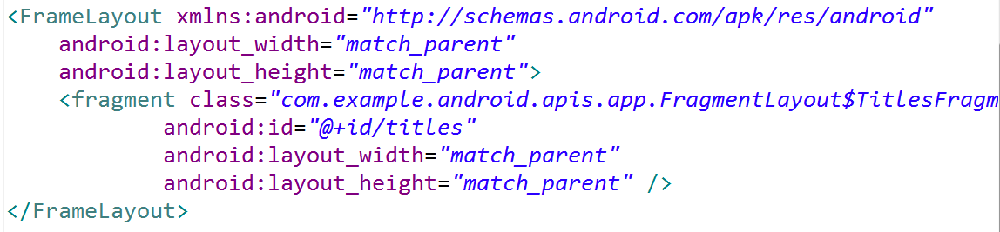 <FrameLayout xmlns:android="http://schemas.android.com/apk/res/android"
    android:layout_width="match_parent"
    android:layout_height="match_parent">
    <fragment class="com.example.android.apis.app.FragmentLayout$TitlesFragm
            android:id="@+id/titles"
            android:layout_width="match_parent"
            android:layout_height="match_parent" />
</FrameLayout>